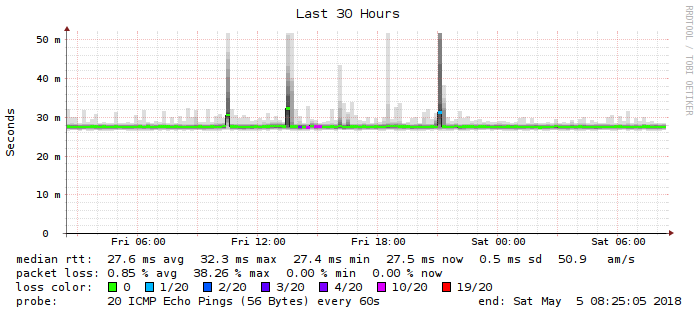 Last 30 Hours
RRDTOOL / TOBI OETIKER
Seconds
50 m
40 m
30 m
20 m
10 m
0
Fri 06:00 Fri 12:00 Fri 18:00 Sat 00:00 Sat 06:00
median rtt: 27.6 ms avg 32.3 ms max 27.4 ms min 27.5 ms now 0.5 ms sd 50.9 am/s
packet loss: 0.85 % avg 38.26 % max 0.00 % min 0.00 % now
loss color: 0 1/20 2/20 3/20 4/20 10/20 19/20
probe: 20 ICMP Echo Pings (56 Bytes) every 60s end: Sat May 5 08:25:05 2018